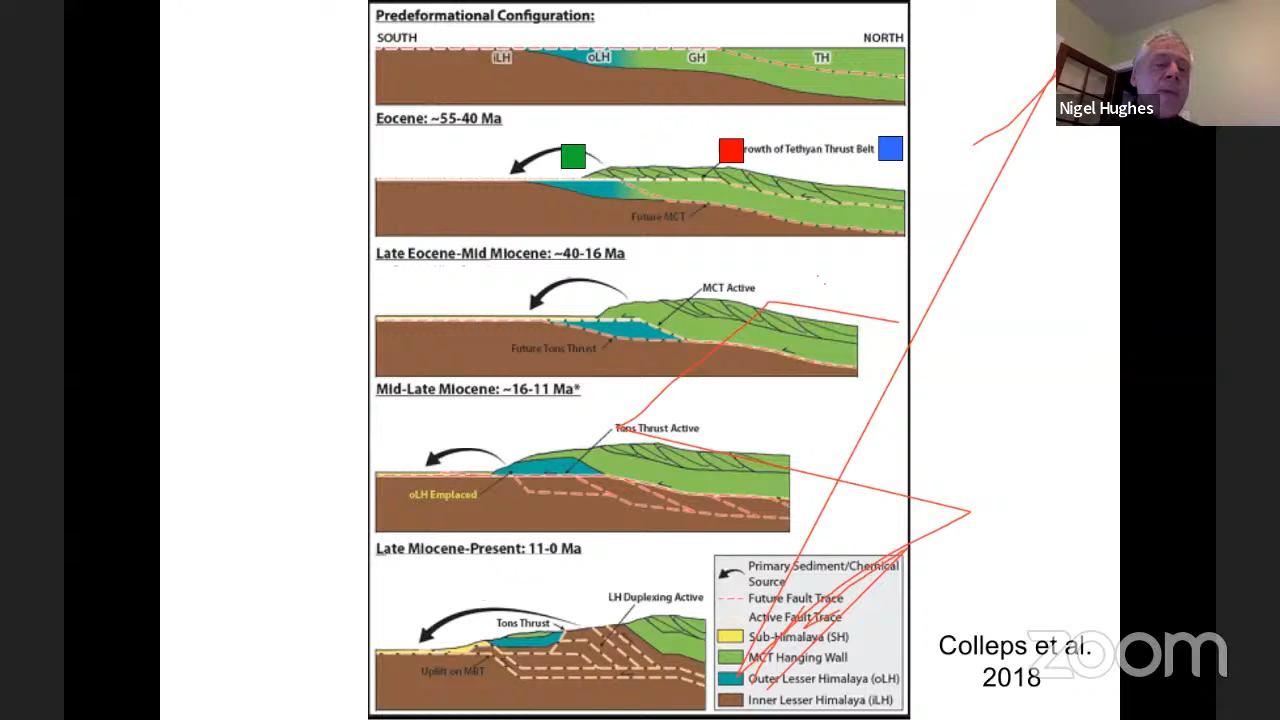 Predeformational Configuration:
SOUTH
NORTH
iLH
oLH
GH
TH
Nigel Hughes
Eocene: ~55-40 Ma
rowth of Tethyan Thrust Belt
Future MCT
Late Eocene-Mid Miocene: ~40-16 Ma
MCT Active
Future Tons Thrust
Mid-Late Miocene: ~16-11 Ma*
Tons Thrust Active
oLH Emplaced
Late Miocene-Present: 11-0 Ma
LH Duplexing Active
Tons Thrust
Uplift on MBT
Primary Sediment/Chemical
Source
Future Fault Trace
Active Fault Trace
Sub-Himalaya (SH)
MCT Hanging Wall
Outer Lesser Himalaya (oLH)
Inner Lesser Himalaya (iLH)
Colleps et al.
2018
zoom